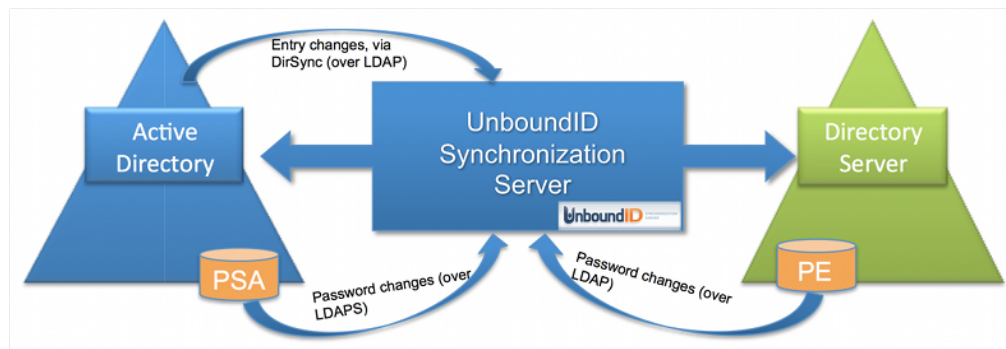 Entry changes, via
DirSync (over LDAP)
Active
Directory
UnboundID
Synchronization
Server
UnboundID
Directory
Server
PSA
Password changes (over
LDAPS)
Password changes (over
LDAP)
PE